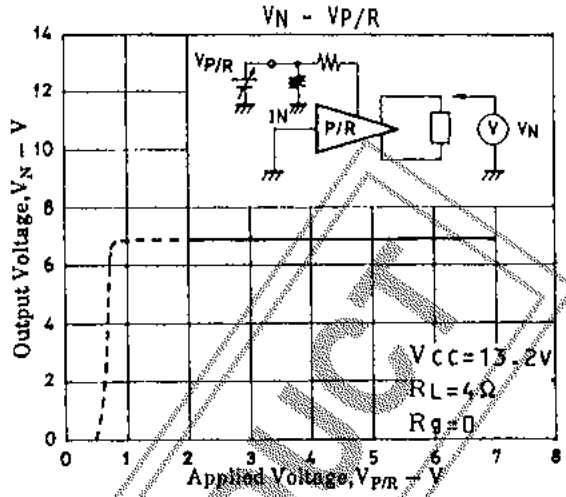 VN - VP/R
14
12
10
8
6
4
2
0
Output Voltage, VN – V
VP/R
IN
P/R
V
VN
VCC=13.2V
RL=4Ω
Rg=0
0 1 2 3 4 5 6 7 8
Applied Voltage, VP/R – V
UCT